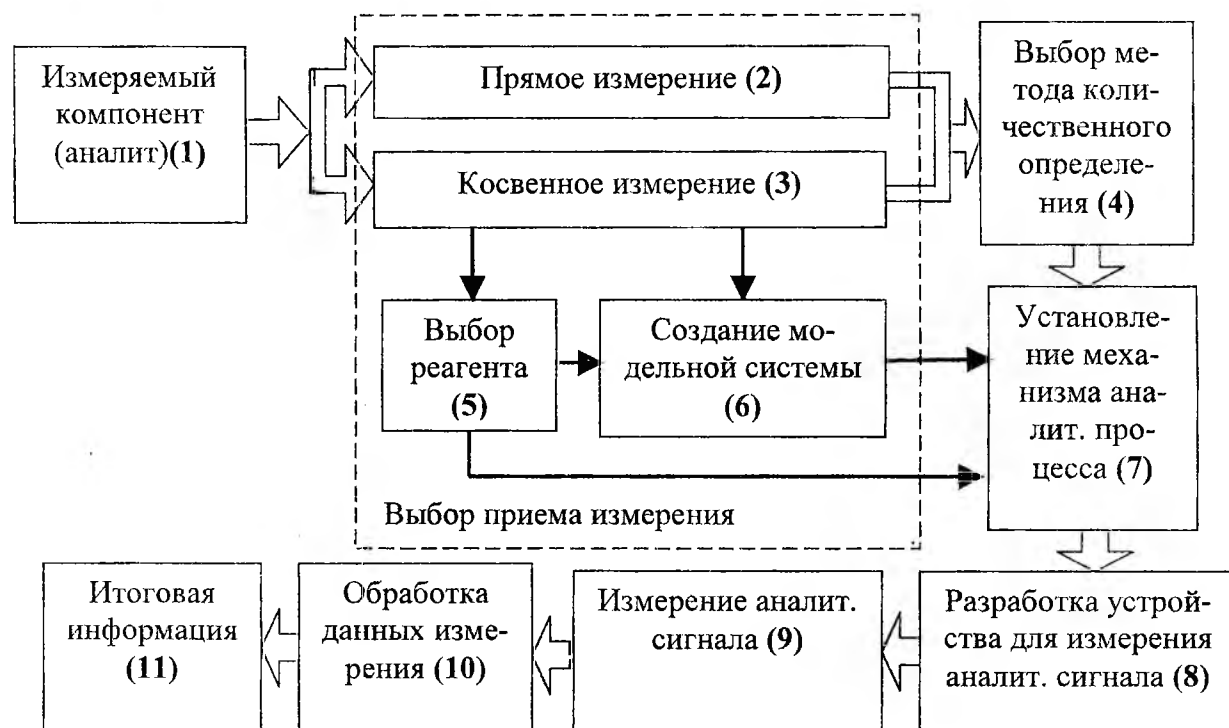 Измеряемый
компонент
(аналит)(1)
Прямое измерение (2)
Косвенное измерение (3)
Выбор ме-
тода коли-
чественного
определе-
ния (4)
Выбор
реагента
(5)
Создание мо-
дельной системы
(6)
Установле-
ние меха-
низма ана-
лит. про-
цесса (7)
Выбор приема измерения
Итоговая
информация
(11)
Обработка
данных изме-
рения (10)
Измерение аналит.
сигнала (9)
Разработка устрой-
ства для измерения
аналит. сигнала (8)